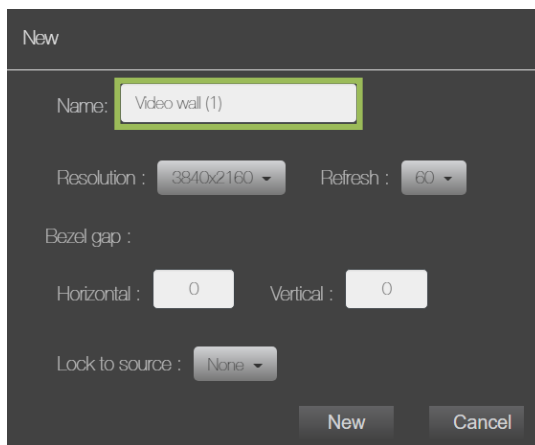 New
Name: Video wall (1)
Resolution : 3840x2160 Refresh : 60
Bezel gap :
Horizontal : 0 Vertical : 0
Lock to source : None
New Cancel